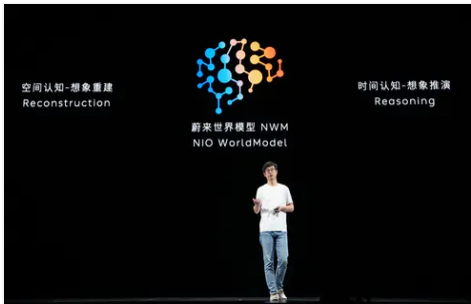 空间认知-想象重建
Reconstruction
蔚来世界模型 NWM
NIO WorldModel
时间认知-想象推演
Reasoning